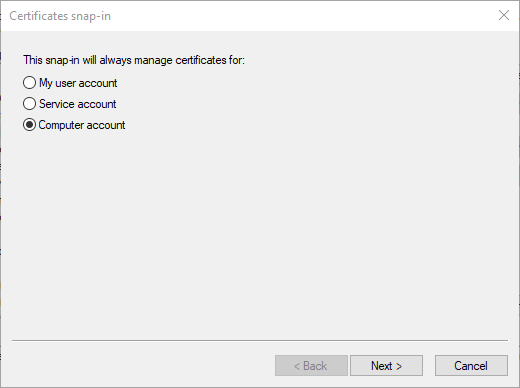 Certificates snap-in
This snap-in will always manage certificates for:
My user account
Service account
Computer account
< Back
Next >
Cancel